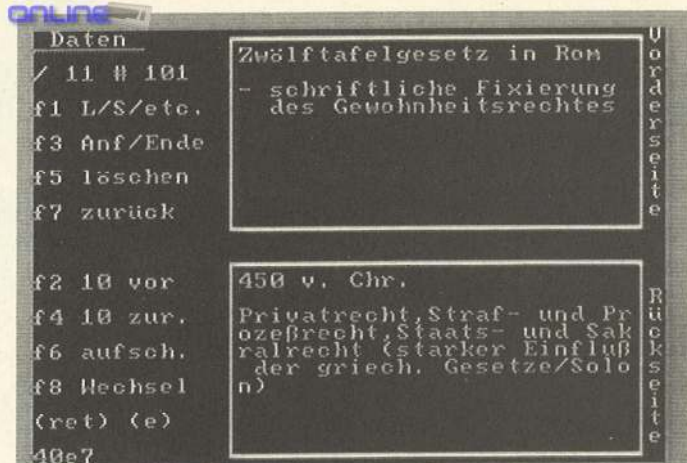 ONLINE
Daten
/ 11 # 101
f1 L/S/etc.
f3 Anf/Ende
f5 löschen
f7 zurück
Zwölftafelgesetz in Rom
- schriftliche Fixierung
des Gewohnheitsrechtes
Vorderseite
f2 10 vor
f4 10 zur.
f6 aufsch.
f8 Wechsel
(ret) (e)
40e7
450 v. Chr.
Privatrecht,Straf- und Pr
ozeßrecht,Staats- und Sak
ralrecht (starker Einfluß
der griech. Gesetze/Solo
n)
Rückseite